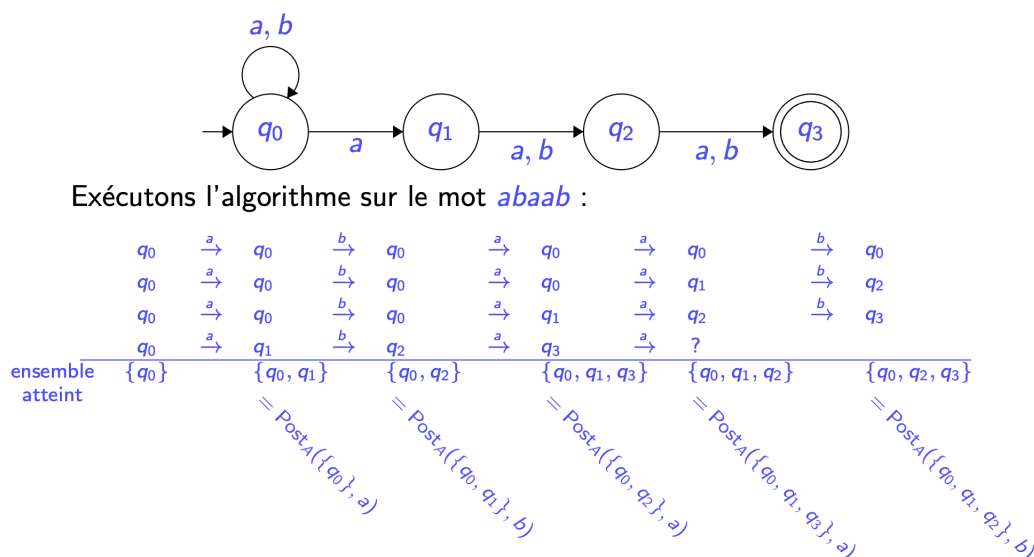 a, b
q0 q1 q2 q3
a a, b a, b
Exécutons l'algorithme sur le mot abaab :
q0 a→ q0 b→ q0 a→ q0 a→ q0 b→ q0
q0 a→ q0 b→ q0 a→ q0 a→ q1 b→ q2
q0 a→ q0 b→ q0 a→ q1 a→ q2 b→ q3
q0 a→ q1 b→ q2 a→ q3 a→ ?
ensemble atteint {q0} {q0, q1} {q0, q2} {q0, q1, q3} {q0, q1, q2} {q0, q2, q3}
= PostA({q0}, a)
= PostA({q0, q1}, b)
= PostA({q0, q2}, a)
= PostA({q0, q1, q3}, a)
= PostA({q0, q1, q2}, b)